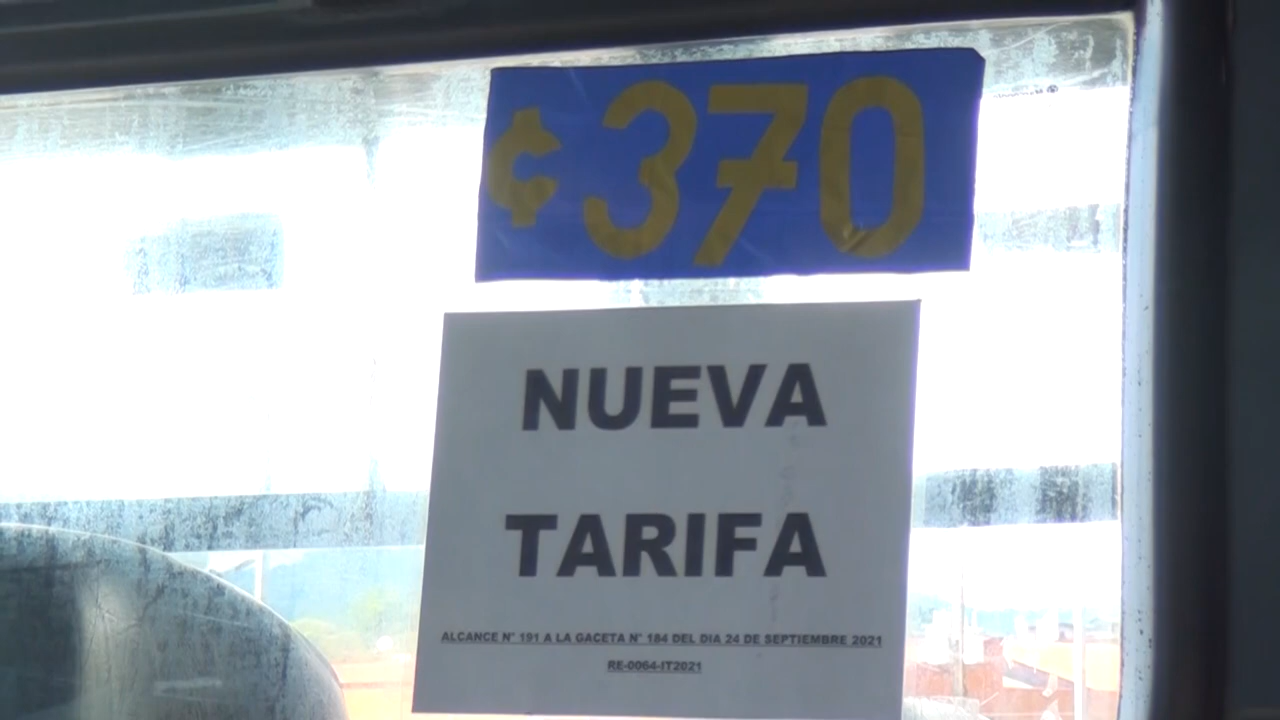 ¢370
NUEVA
TARIFA
ALCANCE N° 191 A LA GACETA N° 184 DEL DIA 24 DE SEPTIEMBRE 2021
RE-0064-IT2021